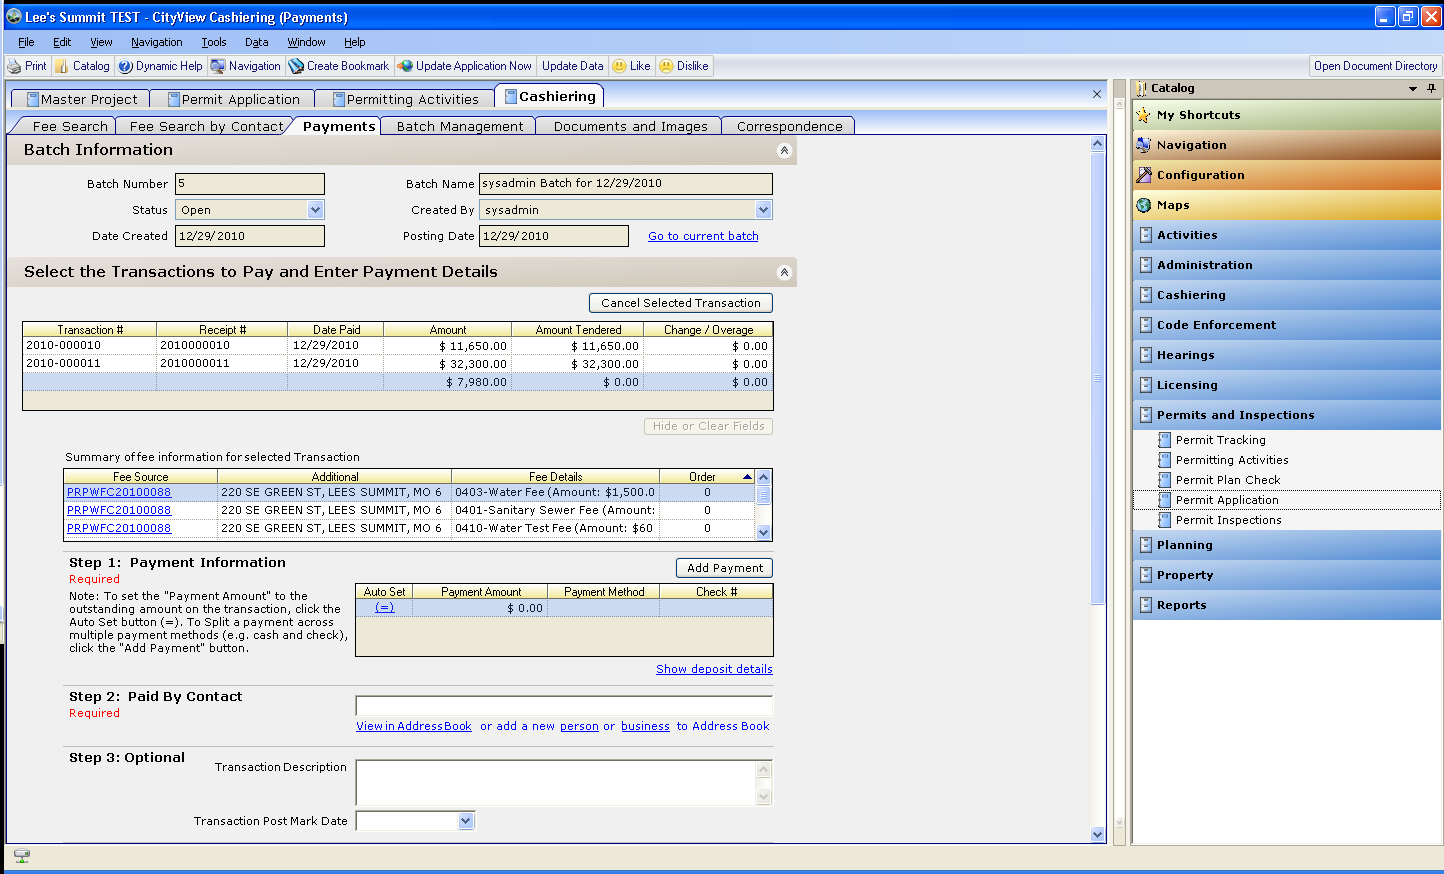 Lee's Summit TEST - CityView Cashiering (Payments)
File Edit View Navigation Tools Data Window Help
Print Catalog Dynamic Help Navigation Create Bookmark Update Application Now Update Data Like Dislike Open Document Directory
Master Project Permit Application Permitting Activities Cashiering
Fee Search Fee Search by Contact Payments Batch Management Documents and Images Correspondence
Batch Information
Batch Number 5 Batch Name sysadmin Batch for 12/29/2010
Status Open Created By sysadmin
Date Created 12/29/2010 Posting Date 12/29/2010 Go to current batch
Select the Transactions to Pay and Enter Payment Details
Cancel Selected Transaction
Transaction # Receipt # Date Paid Amount Amount Tendered Change / Overage
2010-000010 2010000010 12/29/2010 $ 11,650.00 $ 11,650.00 $ 0.00
2010-000011 2010000011 12/29/2010 $ 32,300.00 $ 32,300.00 $ 0.00
$ 7,980.00 $ 0.00 $ 0.00
Hide or Clear Fields
Summary of fee information for selected Transaction
Fee Source Additional Fee Details Order
PRPWFC20100088 220 SE GREEN ST, LEES SUMMIT, MO 6 0403-Water Fee (Amount: $1,500.0 0
PRPWFC20100088 220 SE GREEN ST, LEES SUMMIT, MO 6 0401-Sanitary Sewer Fee (Amount: 0
PRPWFC20100088 220 SE GREEN ST, LEES SUMMIT, MO 6 0410-Water Test Fee (Amount: $60 0
Step 1: Payment Information
Required
Note: To set the "Payment Amount" to the
outstanding amount on the transaction, click the
Auto Set button (=). To Split a payment across
multiple payment methods (e.g. cash and check),
click the "Add Payment" button.
Add Payment
Auto Set Payment Amount Payment Method Check #
(=) $ 0.00
Show deposit details
Step 2: Paid By Contact
Required
View in AddressBook or add a new person or business to Address Book
Step 3: Optional
Transaction Description
Transaction Post Mark Date
Catalog
My Shortcuts
Navigation
Configuration
Maps
Activities
Administration
Cashiering
Code Enforcement
Hearings
Licensing
Permits and Inspections
Permit Tracking
Permitting Activities
Permit Plan Check
Permit Application
Permit Inspections
Planning
Property
Reports